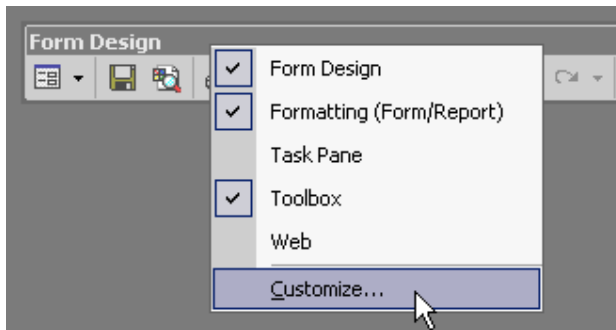 Form Design
Form Design
Formatting (Form/Report)
Task Pane
Toolbox
Web
Customize...